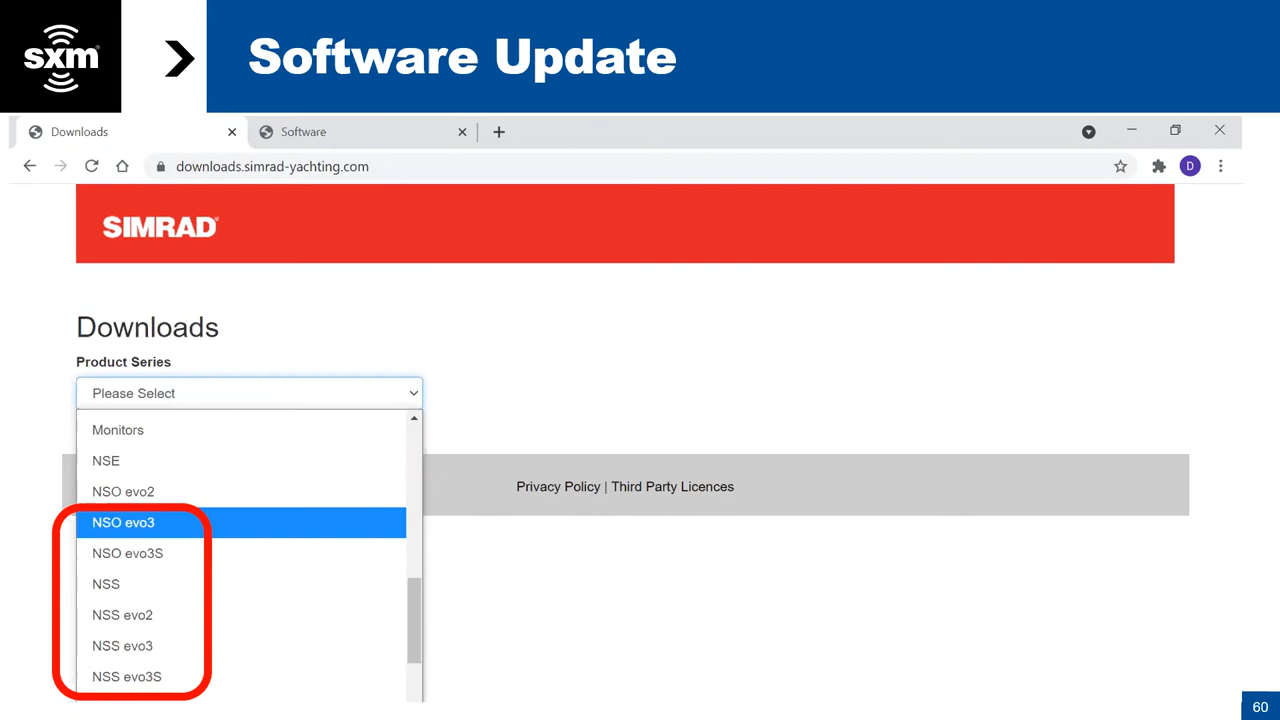 sxm
Software Update
Downloads
Software
downloads.simrad-yachting.com
D
SIMRAD
Downloads
Product Series
Please Select
Monitors
NSE
NSO evo2
NSO evo3
NSO evo3S
NSS
NSS evo2
NSS evo3
NSS evo3S
Privacy Policy | Third Party Licences
60